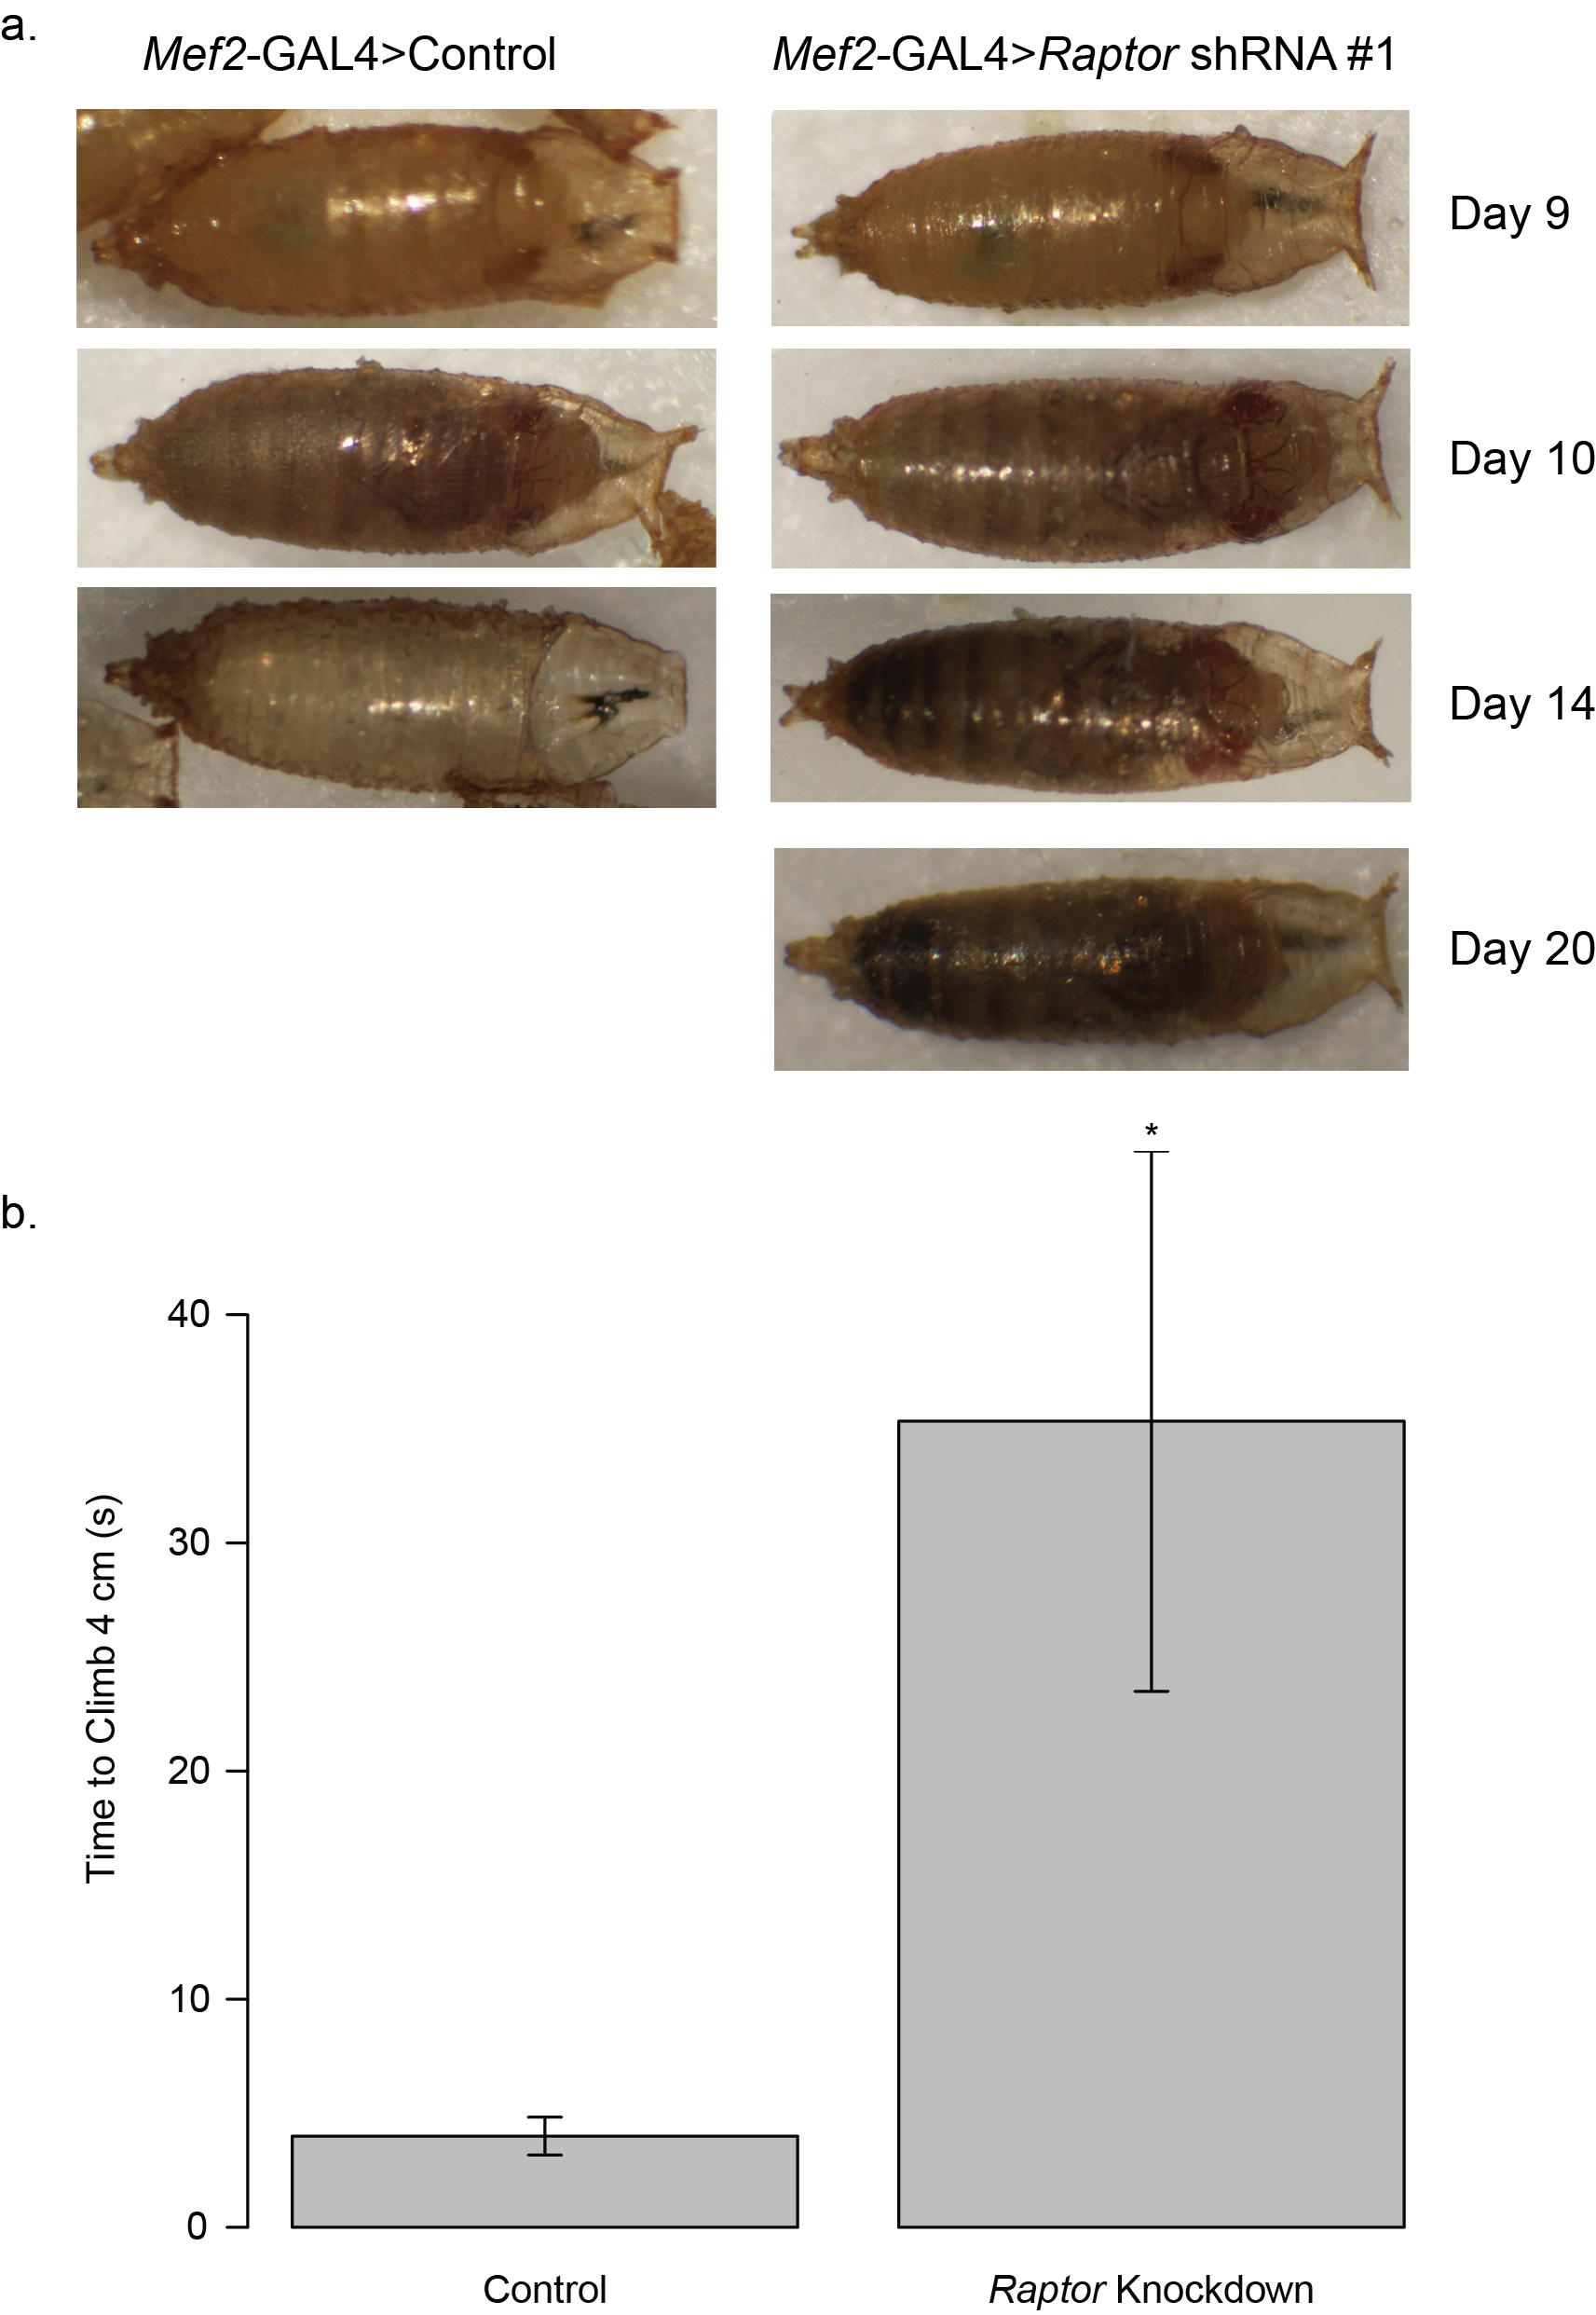 a.
Mef2-GAL4>Control
Mef2-GAL4>Raptor shRNA #1
Day 9
Day 10
Day 14
Day 20
b.
*
40
30
20
10
0
Time to Climb 4 cm (s)
Control
Raptor Knockdown